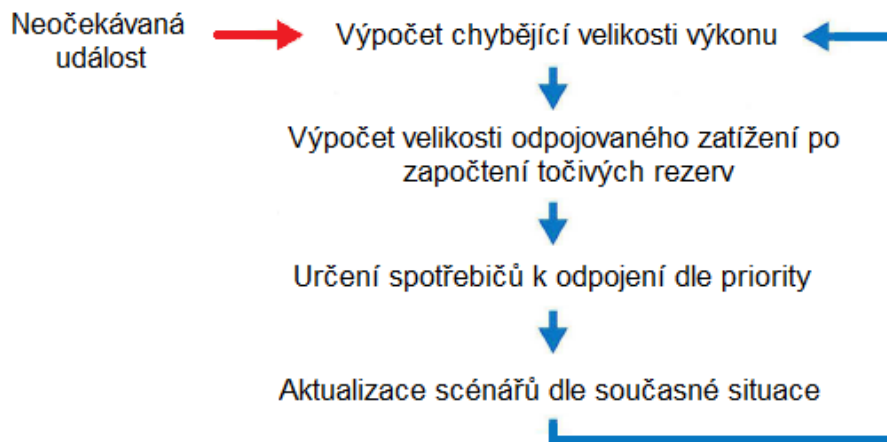 Neočekávaná
událost
Výpočet chybějící velikosti výkonu
Výpočet velikosti odpojovaného zatížení po
započtení točivých rezerv
Určení spotřebičů k odpojení dle priority
Aktualizace scénářů dle současné situace